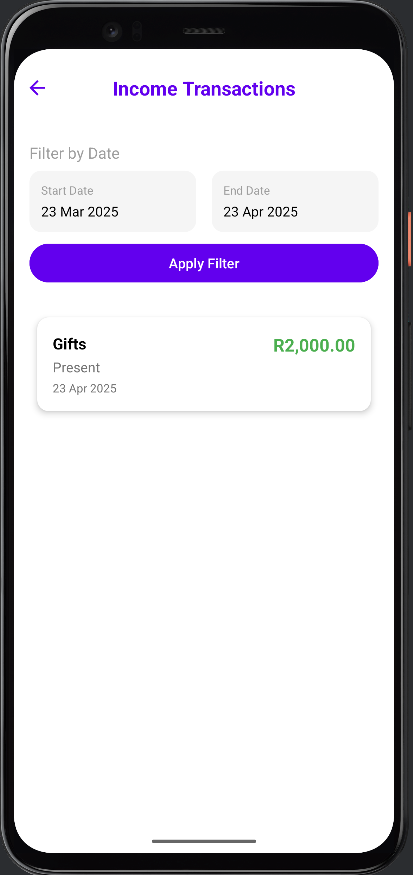 Income Transactions
Filter by Date
Start Date
23 Mar 2025
End Date
23 Apr 2025
Apply Filter
Gifts
R2,000.00
Present
23 Apr 2025